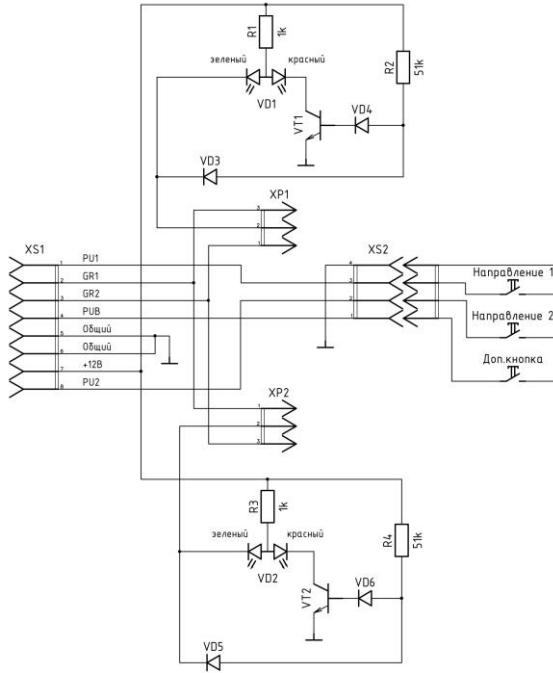 R1
1k
R2
51k
зеленый
красный
VD1
VT1
VD4
VD3
XP1
3
2
1
XS1
XS2
1 PU1
2 GR1
3 GR2
4 PUB
5 Общий
6 Общий
7 +12В
8 PU2
4
3
2
1
Направление 1
Направление 2
Доп.кнопка
XP2
1
2
3
R3
1k
R4
51k
зеленый
красный
VD2
VT2
VD6
VD5